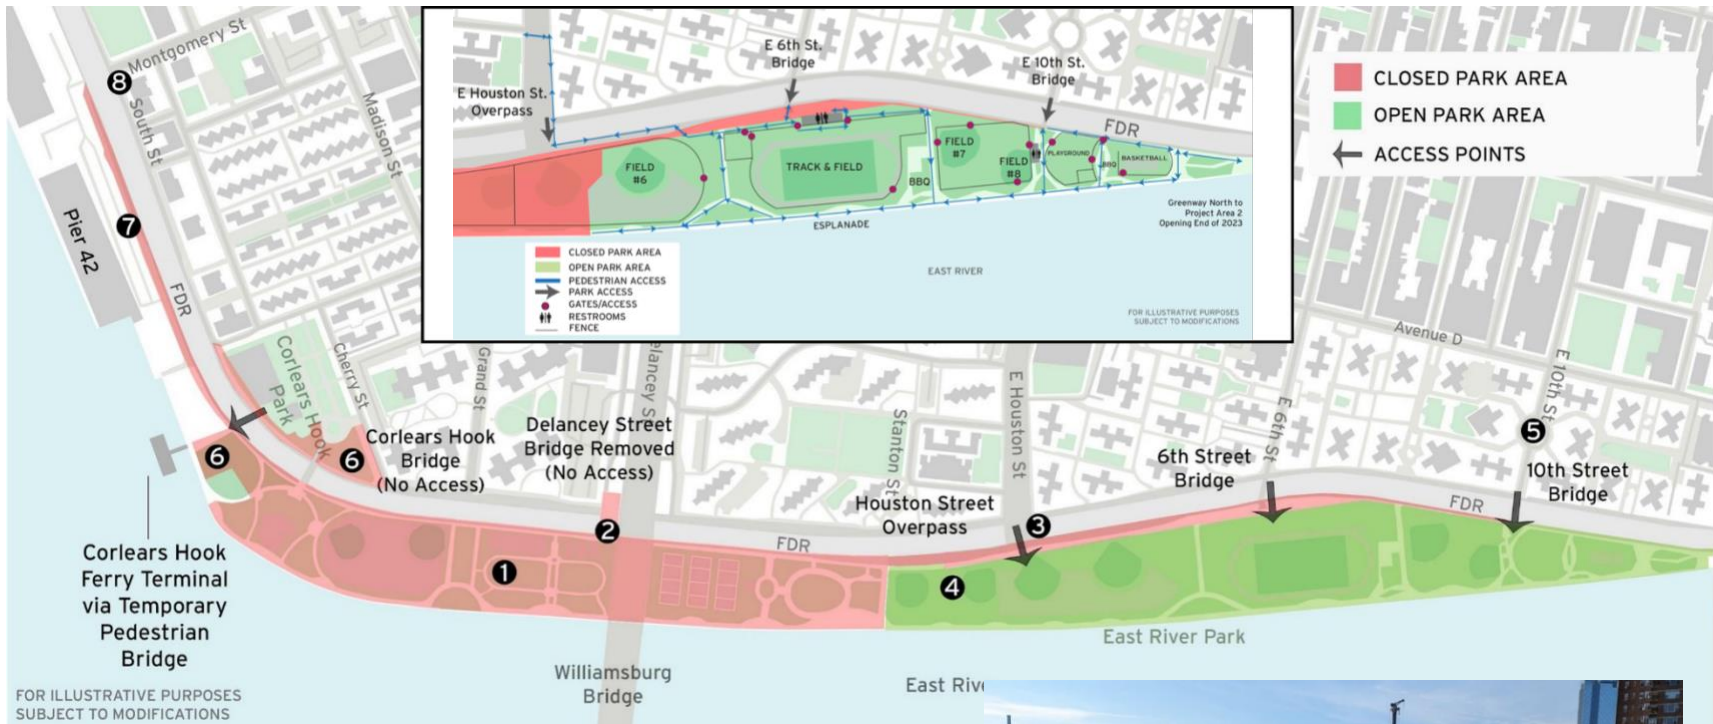 Montgomery St
8
South St
Madison St
7
Pier 42
FDR
Corlears Hook
Park
Corlears Hook
Cherry St
Grand St
6
6
Corlears Hook
Bridge
(No Access)
Delancey Street
Bridge Removed
(No Access)
elancey St
2
1
FDR
Corlears Hook
Ferry Terminal
via Temporary
Pedestrian
Bridge
Williamsburg
Bridge
FOR ILLUSTRATIVE PURPOSES
SUBJECT TO MODIFICATIONS
E Houston St.
Overpass
E 6th St.
Bridge
E 10th St.
Bridge
FDR
FIELD
#6
TRACK & FIELD
BBQ
FIELD
#7
FIELD
#8
PLAYGROUND
BBQ
BASKETBALL
ESPLANADE
Greenway North to
Project Area 2
Opening End of 2023
EAST RIVER
CLOSED PARK AREA
OPEN PARK AREA
PEDESTRIAN ACCESS
PARK ACCESS
GATES/ACCESS
RESTROOMS
FENCE
FOR ILLUSTRATIVE PURPOSES
SUBJECT TO MODIFICATIONS
CLOSED PARK AREA
OPEN PARK AREA
ACCESS POINTS
Avenue D
Stanton St
E Houston St
E 6th St
E 10th St
5
Houston Street
Overpass
3
4
6th Street
Bridge
10th Street
Bridge
FDR
East River Park
East Rive